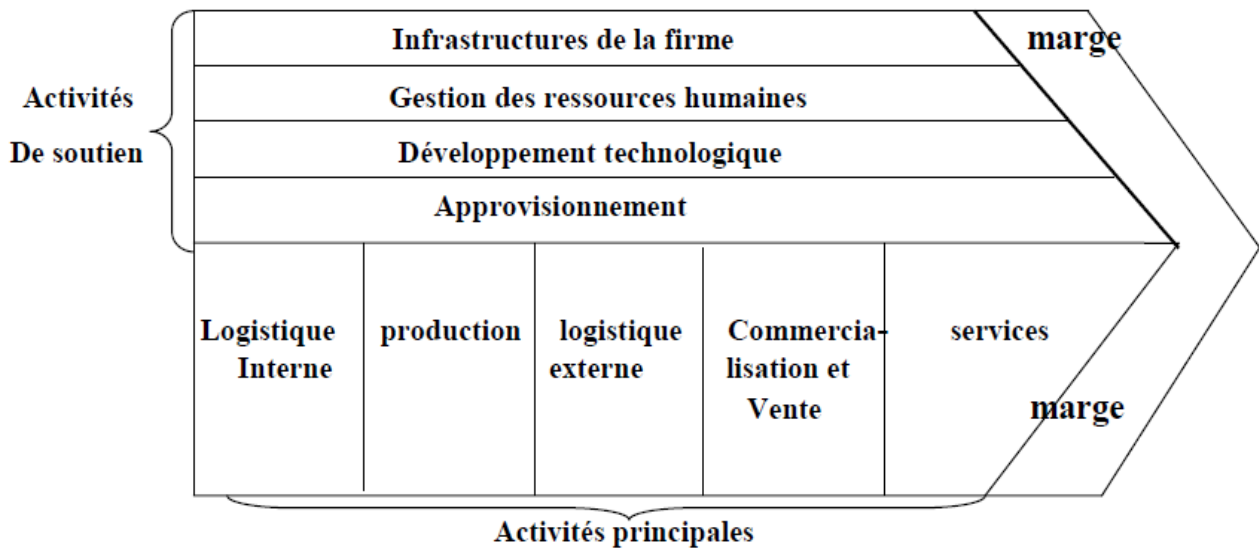 Infrastructures de la firme
marge
Activités
De soutien
Gestion des ressources humaines
Développement technologique
Approvisionnement
Logistique
Interne
production
logistique
externe
Commercia-
lisation et
Vente
services
marge
Activités principales